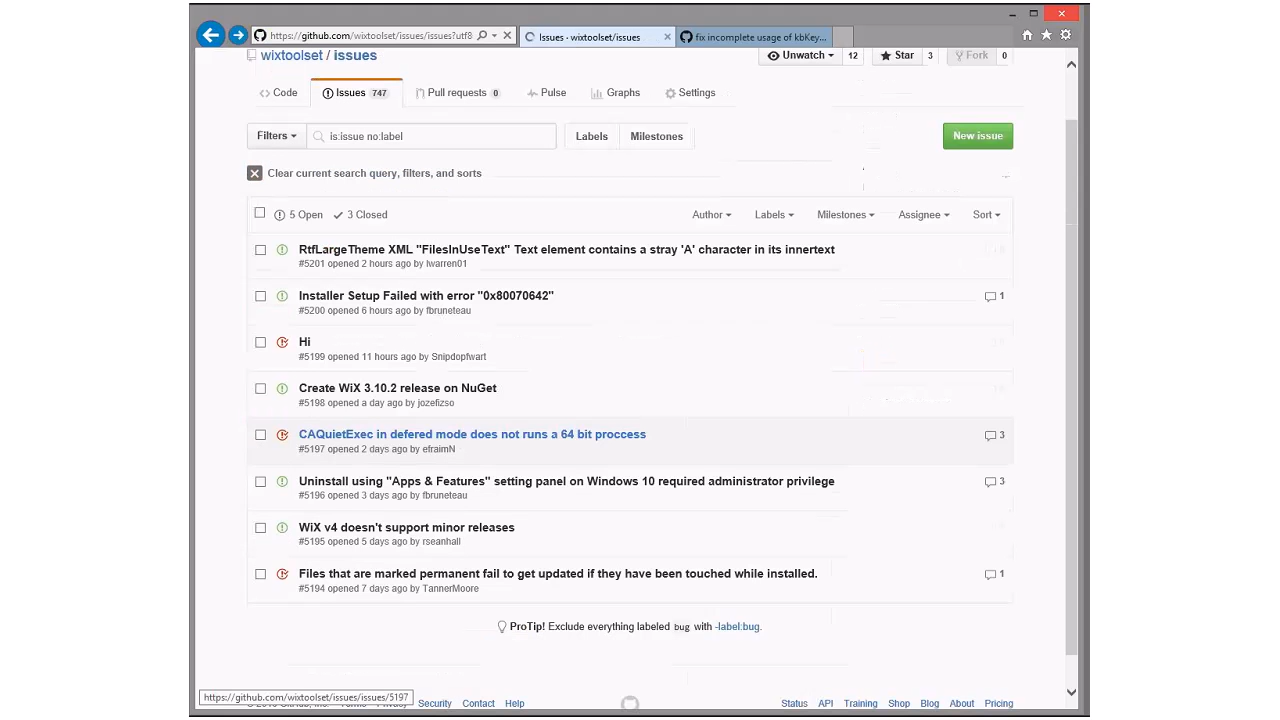 https://github.com/wixtoolset/issues/issues?utf8
Issues · wixtoolset/issues
fix incomplete usage of kbKey...
wixtoolset / issues
Unwatch 12 Star 3 Fork 0
Code Issues 747 Pull requests 0 Pulse Graphs Settings
Filters is:issue no:label Labels Milestones New issue
Clear current search query, filters, and sorts
5 Open 3 Closed Author Labels Milestones Assignee Sort
RtfLargeTheme XML "FilesInUseText" Text element contains a stray 'A' character in its innertext
#5201 opened 2 hours ago by lwarren01
Installer Setup Failed with error "0x80070642" 1
#5200 opened 6 hours ago by fbruneteau
Hi
#5199 opened 11 hours ago by Snipdopfwart
Create WiX 3.10.2 release on NuGet
#5198 opened a day ago by jozefizso
CAQuietExec in defered mode does not runs a 64 bit proccess 3
#5197 opened 2 days ago by efraimN
Uninstall using "Apps & Features" setting panel on Windows 10 required administrator privilege 3
#5196 opened 3 days ago by fbruneteau
WiX v4 doesn't support minor releases
#5195 opened 5 days ago by rseanhall
Files that are marked permanent fail to get updated if they have been touched while installed. 1
#5194 opened 7 days ago by TannerMoore
ProTip! Exclude everything labeled bug with -label:bug.
https://github.com/wixtoolset/issues/issues/5197
Security Contact Help Status API Training Shop Blog About Pricing